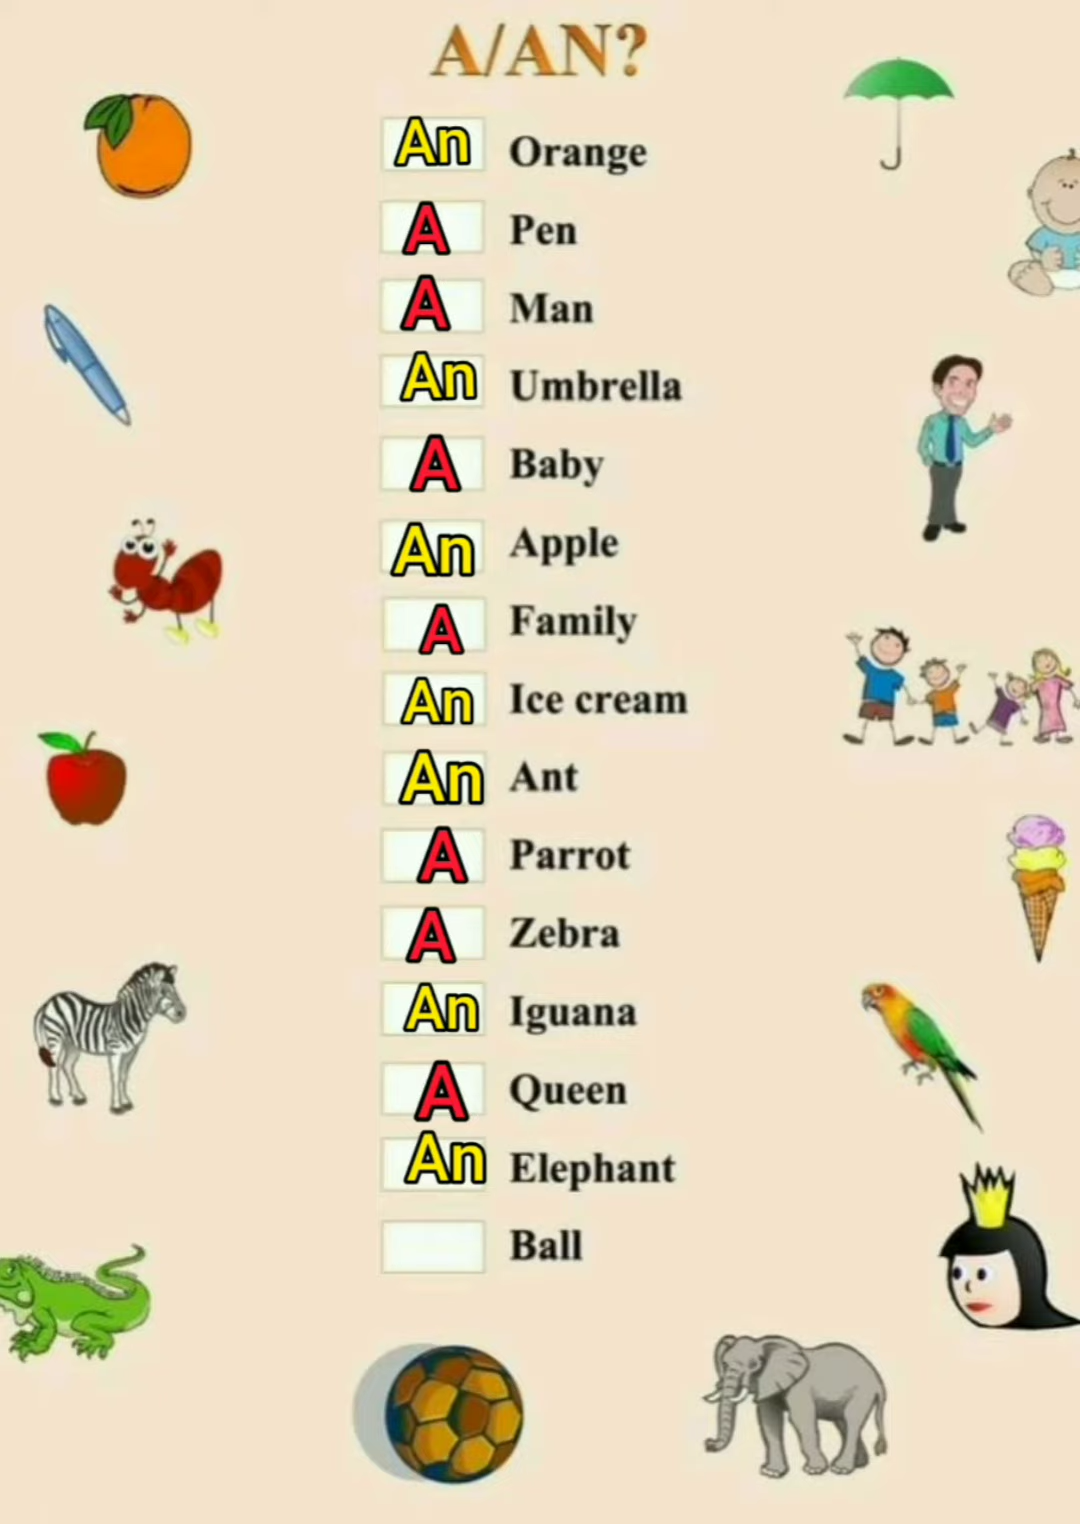 A/AN?
An Orange
A Pen
A Man
An Umbrella
A Baby
An Apple
A Family
An Ice cream
An Ant
A Parrot
A Zebra
An Iguana
A Queen
An Elephant
Ball